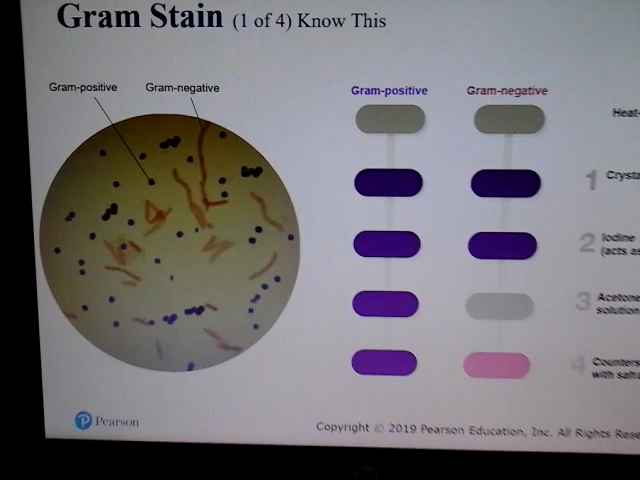 Gram Stain (1 of 4) Know This
Gram-positive
Gram-negative
Gram-positive
Gram-negative
Heat-
1 Crysta
2 Iodine
(acts as
3 Acetone
solution
4 Counters
with safra
Pearson
Copyright © 2019 Pearson Education, Inc. All Rights Rese